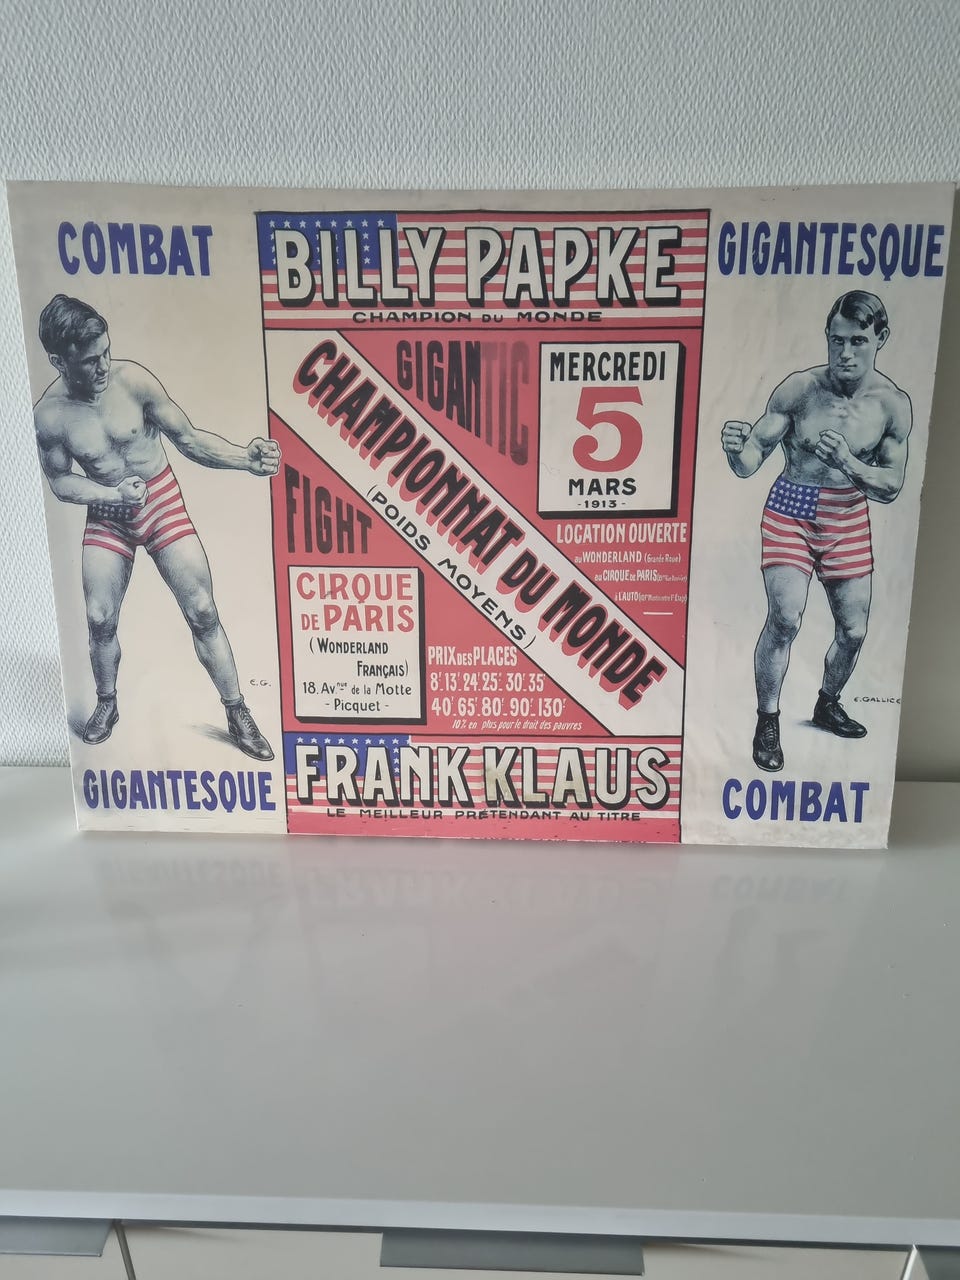 COMBAT
GIGANTESQUE
BILLY PAPKE
CHAMPION DU MONDE
GIGANTIC
FIGHT
MERCREDI
5
MARS
-1913-
CHAMPIONNAT DU MONDE
(POIDS MOYENS)
LOCATION OUVERTE
au WONDERLAND (Grande Roue)
au CIRQUE DE PARIS
à L'AUTO
CIRQUE
DE PARIS
(WONDERLAND
FRANÇAIS)
18, Av.nue de la Motte
- Picquet -
PRIX DES PLACES
8f. 13f. 24f. 25f. 30f. 35f
40f. 65f. 80f. 90f. 130f
10% en plus pour le droit des pauvres
FRANK KLAUS
LE MEILLEUR PRÉTENDANT AU TITRE
E.G.
E.GALLICE
GIGANTESQUE
COMBAT